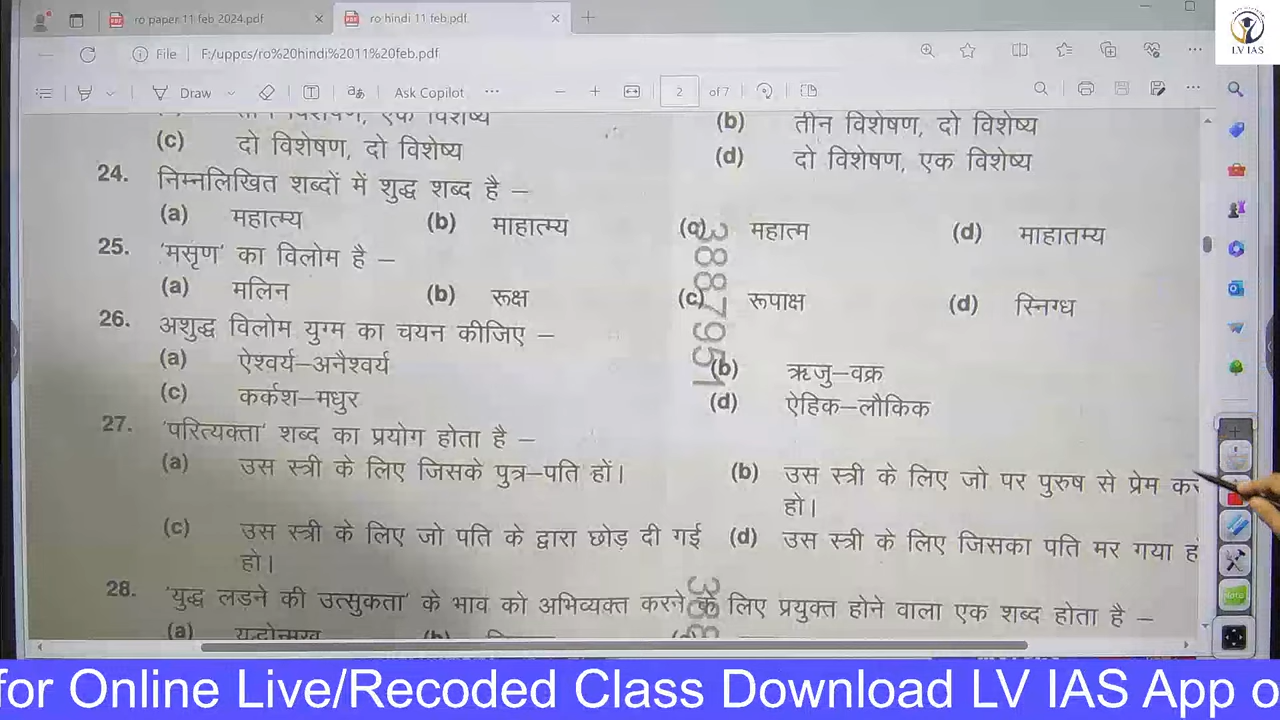 ro paper 11 feb 2024.pdf
ro hindi 11 feb.pdf
LV IAS
File F:/uppcs/ro%20hindi%2011%20feb.pdf
Draw
Ask Copilot
2 of 7
एक विशेष्य
(b) तीन विशेषण, दो विशेष्य
(c) दो विशेषण, दो विशेष्य
(d) दो विशेषण, एक विशेष्य
24. निम्नलिखित शब्दों में शुद्ध शब्द है –
(a) महात्म्य (b) माहात्म्य (c) महात्म (d) माहातम्य
25. 'मसृण' का विलोम है –
(a) मलिन (b) रूक्ष (c) रूपाक्ष (d) स्निग्ध
26. अशुद्ध विलोम युग्म का चयन कीजिए –
(a) ऐश्वर्य–अनैश्वर्य (b) ऋजु–वक्र
(c) कर्कश–मधुर (d) ऐहिक–लौकिक
3887951
27. 'परित्यक्ता' शब्द का प्रयोग होता है –
(a) उस स्त्री के लिए जिसके पुत्र–पति हों। (b) उस स्त्री के लिए जो पर पुरुष से प्रेम
हो।
(c) उस स्त्री के लिए जो पति के द्वारा छोड़ दी गई (d) उस स्त्री के लिए जिसका पति मर गया
हो।
28. 'युद्ध लड़ने की उत्सुकता' के भाव को अभिव्यक्त करने के लिए प्रयुक्त होने वाला एक शब्द होता है –
(a)
for Online Live/Recoded Class Download LV IAS App o